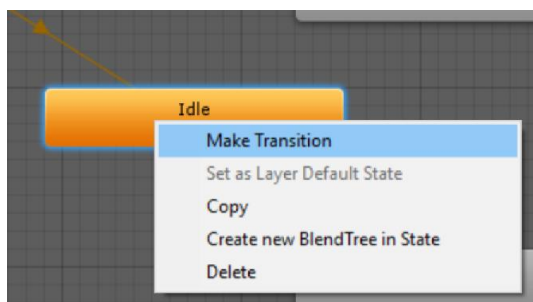 Idle
Make Transition
Set as Layer Default State
Copy
Create new BlendTree in State
Delete